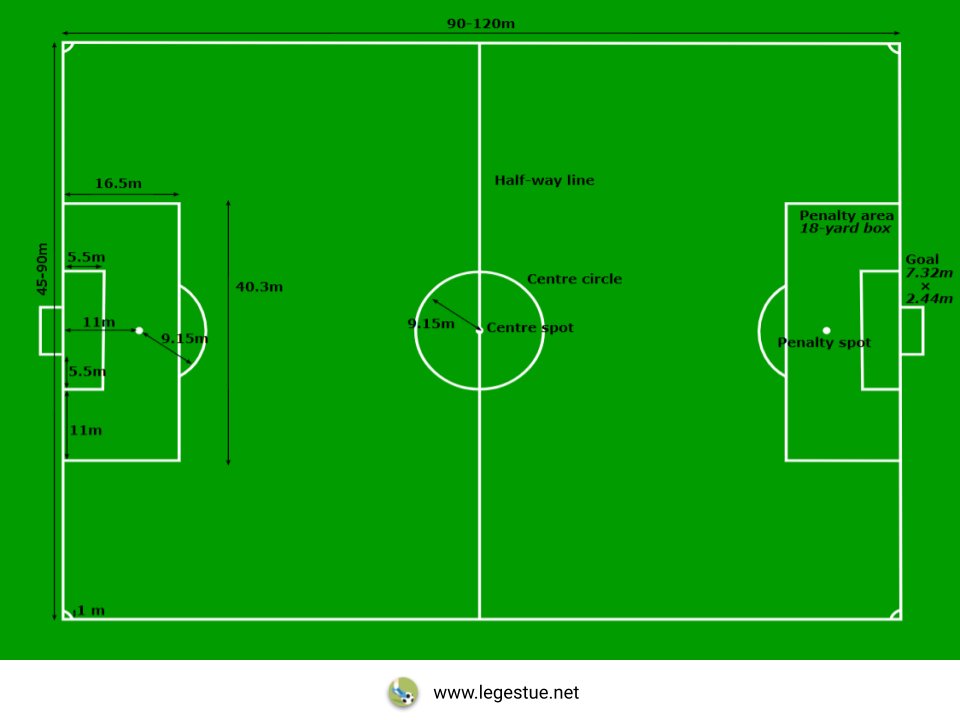 90-120m
16.5m
Half-way line
Penalty area
18-yard box
45-90m
5.5m
Goal
7.32m
×
2.44m
40.3m
Centre circle
11m
9.15m
9.15m
Centre spot
Penalty spot
5.5m
11m
1 m
www.legestue.net